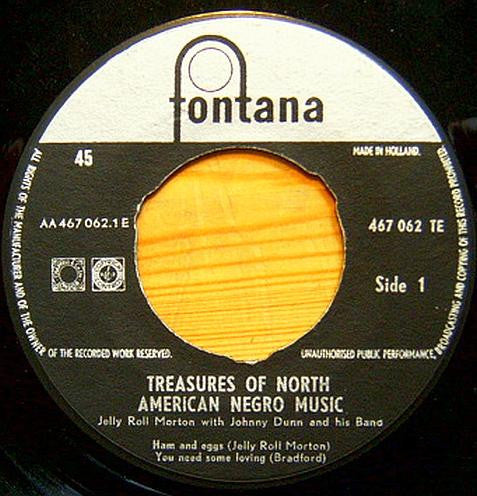 fontana
45
MADE IN HOLLAND.
AA 467 062.1 E
467 062 TE
Side 1
ALL RIGHTS OF THE MANUFACTURER AND OF THE OWNER OF THE RECORDED WORK RESERVED.
UNAUTHORISED PUBLIC PERFORMANCE, BROADCASTING AND COPYING OF THIS RECORD PROHIBITED.
TREASURES OF NORTH
AMERICAN NEGRO MUSIC
Jelly Roll Morton with Johnny Dunn and his Band
Ham and eggs (Jelly Roll Morton)
You need some loving (Bradford)